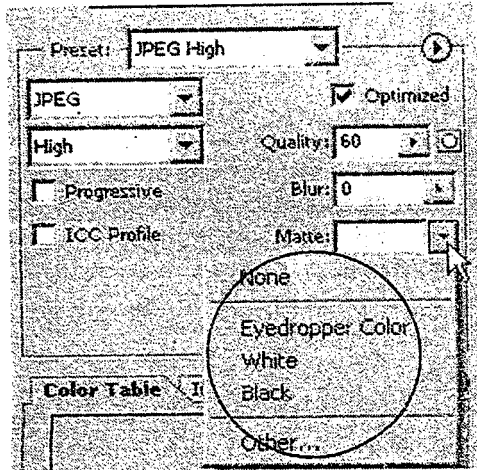 Preset: JPEG High
JPEG Optimized
High Quality: 60
Progressive Blur: 0
ICC Profile Matte:
None
Eyedropper Color
White
Black
Other...
Color Table